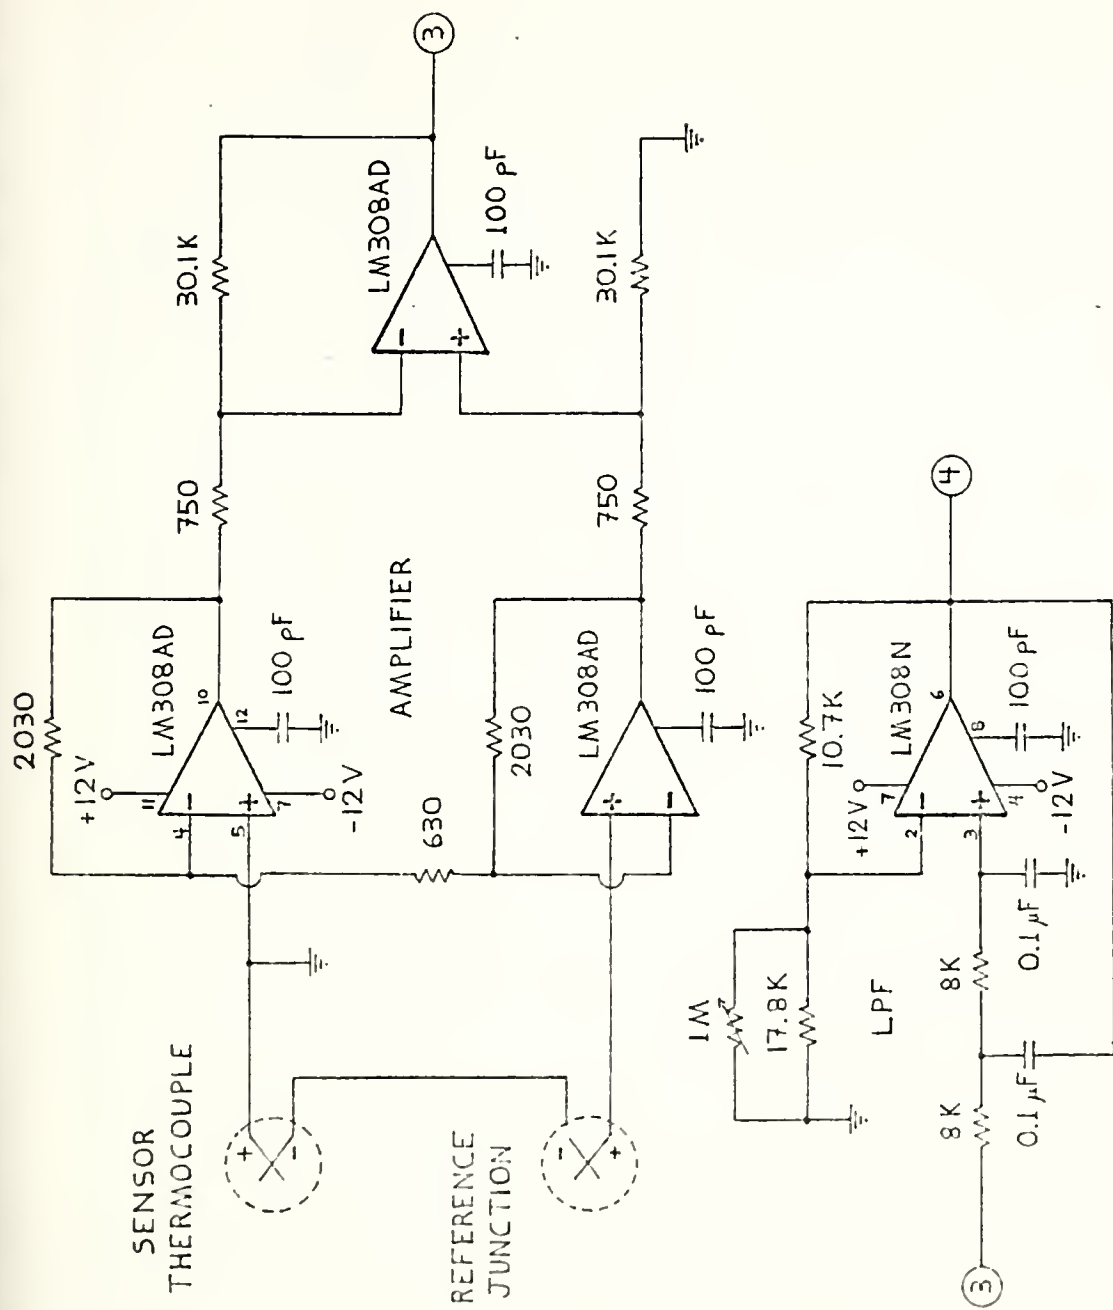 SENSOR
THERMOCOUPLE
+
-
REFERENCE
JUNCTION
-
+
2030
+12V
11
4
-
5
+
7
-12V
LM308AD
10
12
100 pF
630
AMPLIFIER
2030
LM308AD
+
-
100 pF
750
750
30.1K
LM308AD
-
+
100 pF
30.1K
3
1M
17.8K
LPF
3
8K
0.1 µF
8K
0.1 µF
10.7K
+12V
7
2
-
3
+
4
-12V
LM308N
6
8
100 pF
4